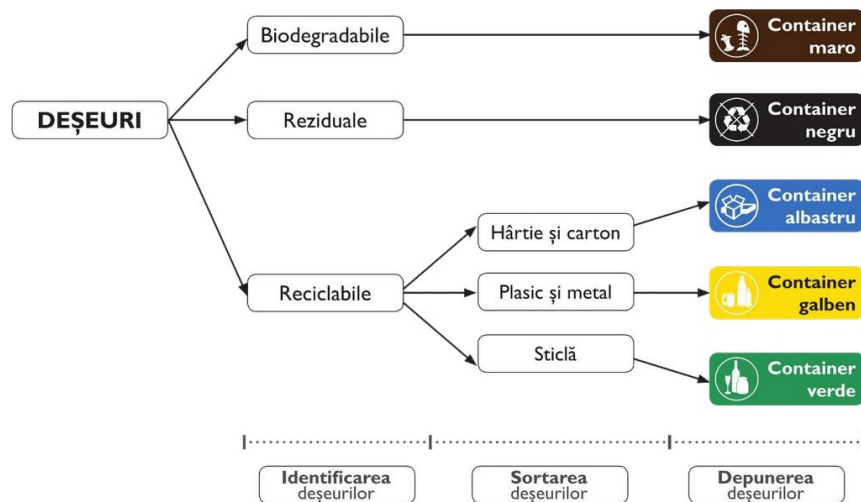 DEȘEURI
Biodegradabile
Container
maro
Reziduale
Container
negru
Reciclabile
Hârtie și carton
Container
albastru
Plasic și metal
Container
galben
Sticlă
Container
verde
Identificarea
deșeurilor
Sortarea
deșeurilor
Depunerea
deșeurilor